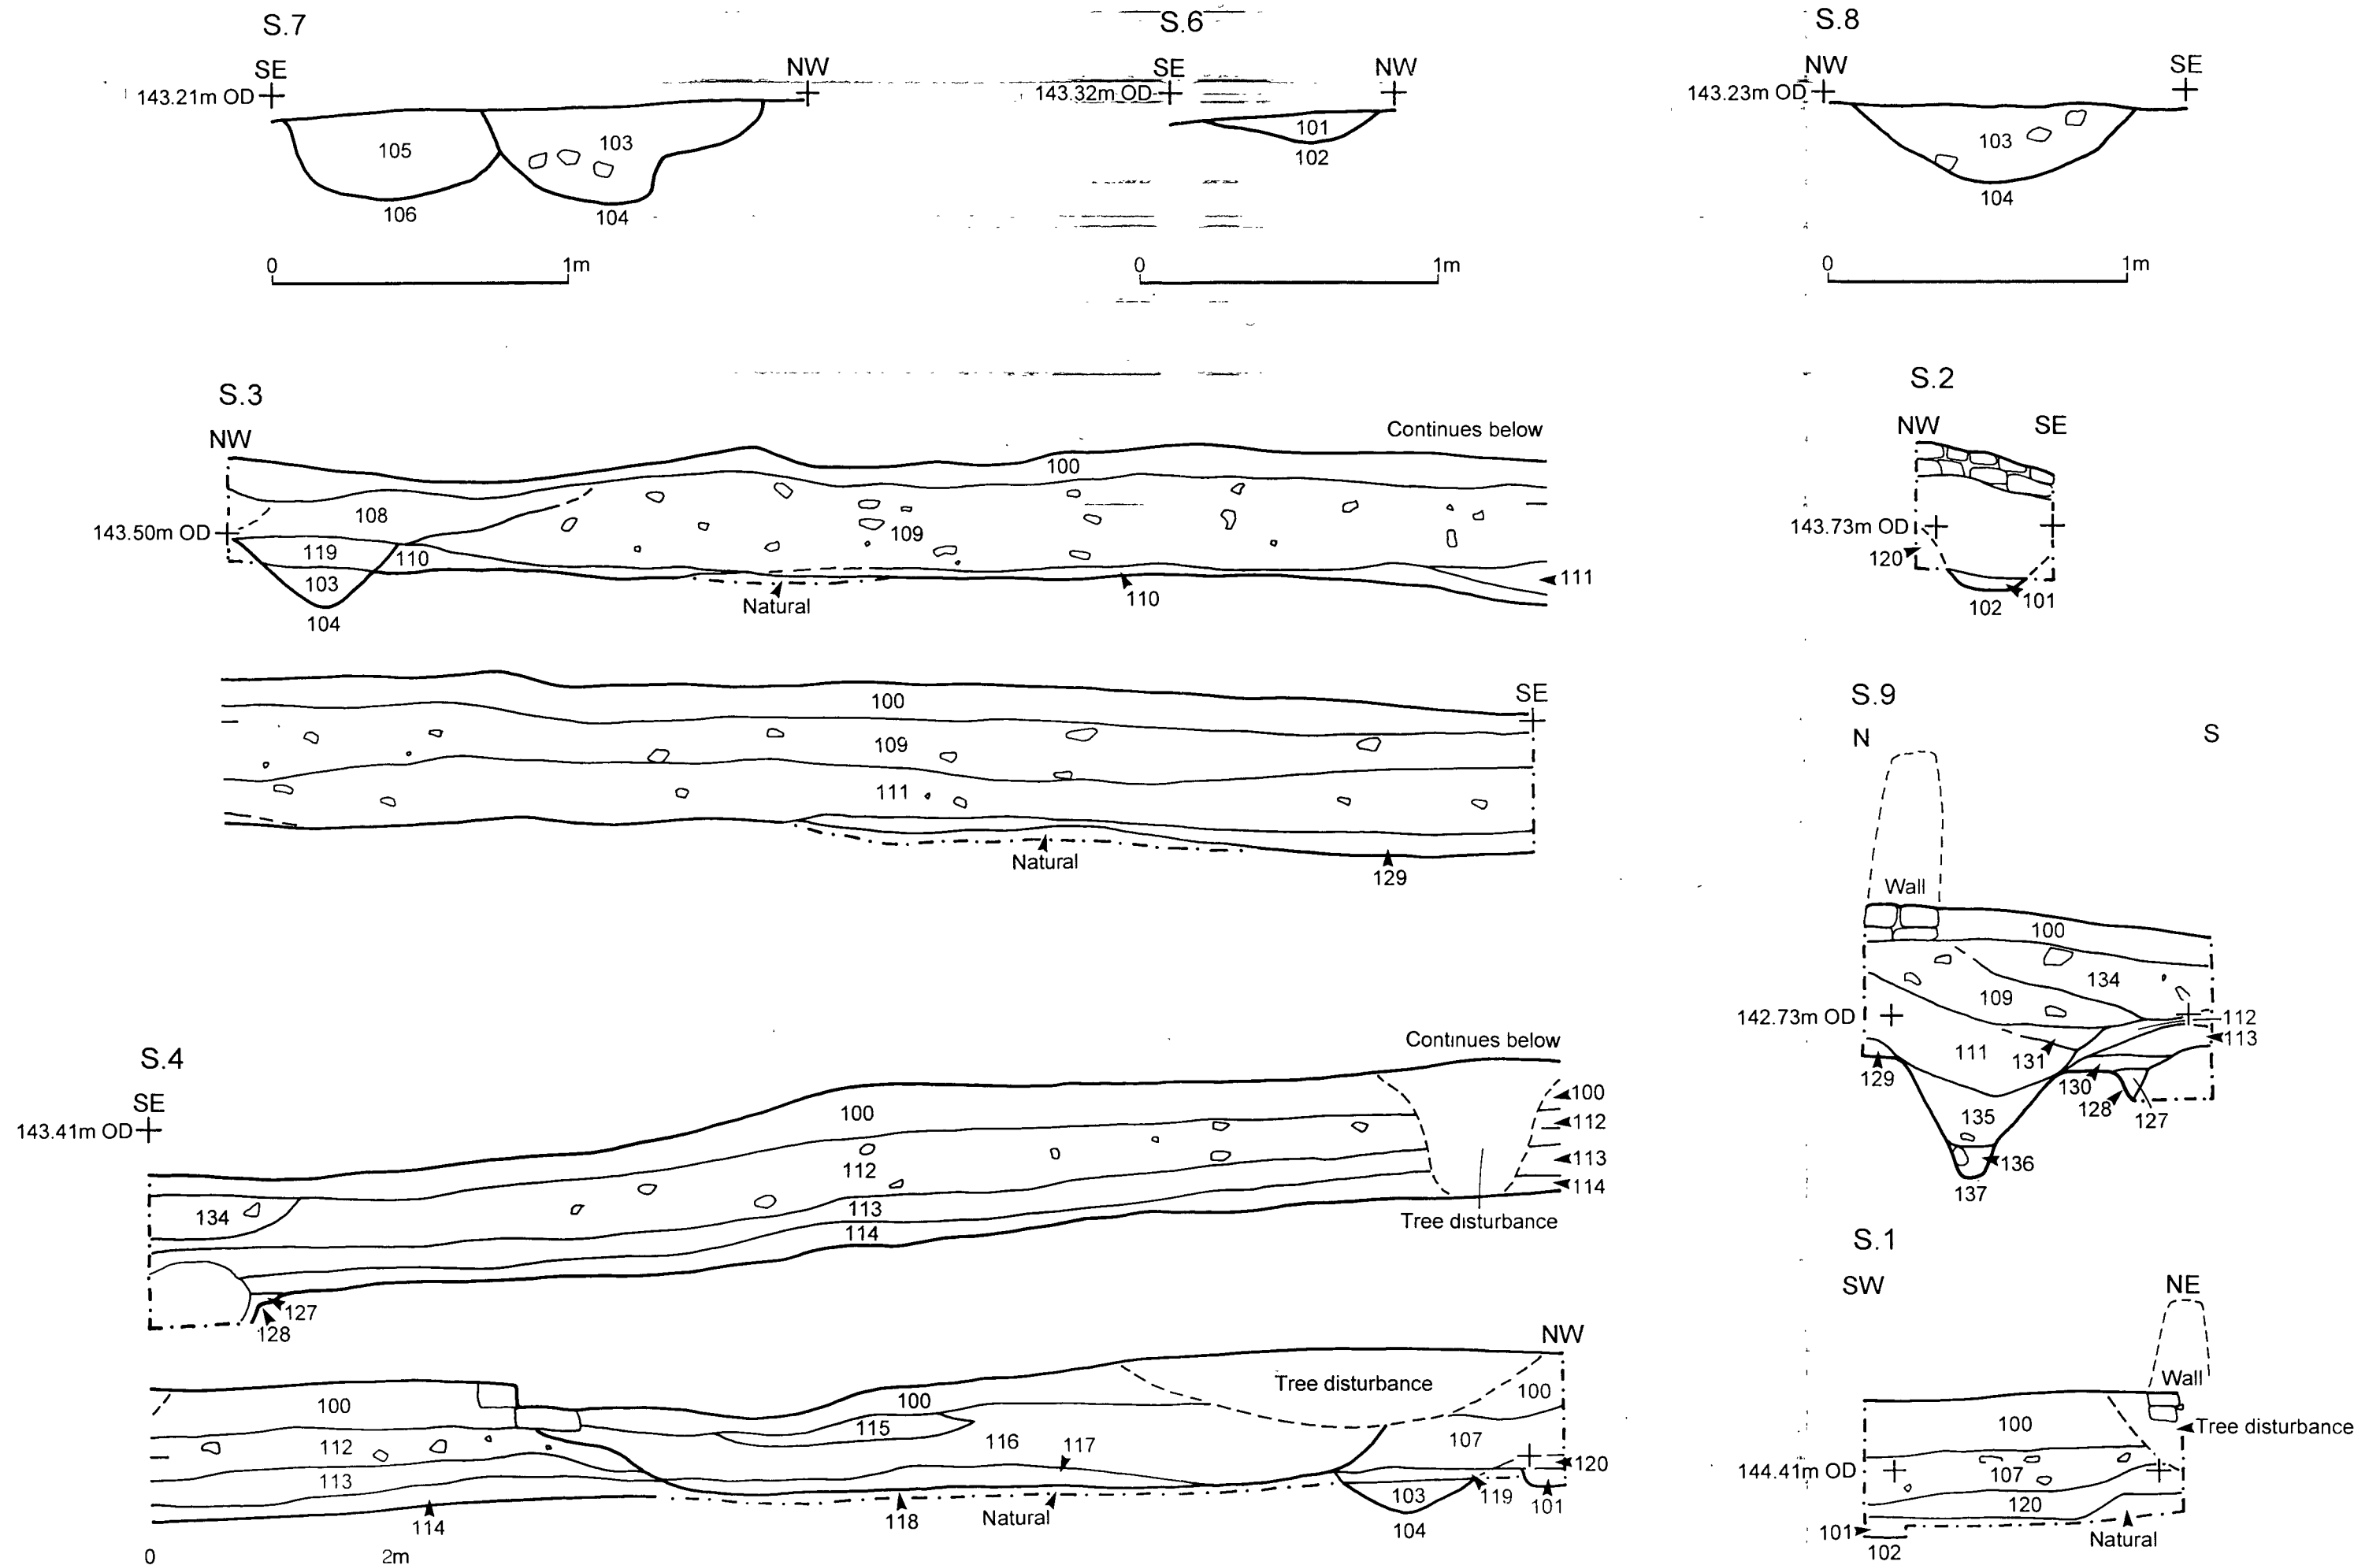 S.7
SE
NW
143.21m OD
105
103
106
104
0
1m
S.6
SE
NW
143.32m OD
101
102
0
1m
S.8
NW
SE
143.23m OD
103
104
0
1m
S.3
NW
Continues below
100
108
143.50m OD
109
119
110
103
111
Natural
110
104
SE
100
109
111
Natural
129
S.2
NW
SE
143.73m OD
120
101
102
S.9
N
S
Wall
100
134
109
142.73m OD
112
113
111
131
129
130
128
127
135
136
137
S.4
Continues below
SE
143.41m OD
100
100
112
112
113
134
113
114
114
Tree disturbance
127
128
NW
Tree disturbance
100
100
100
115
112
116
117
107
120
113
103
119
101
114
118
Natural
104
0
2m
S.1
SW
NE
Wall
100
Tree disturbance
144.41m OD
107
120
101
102
Natural